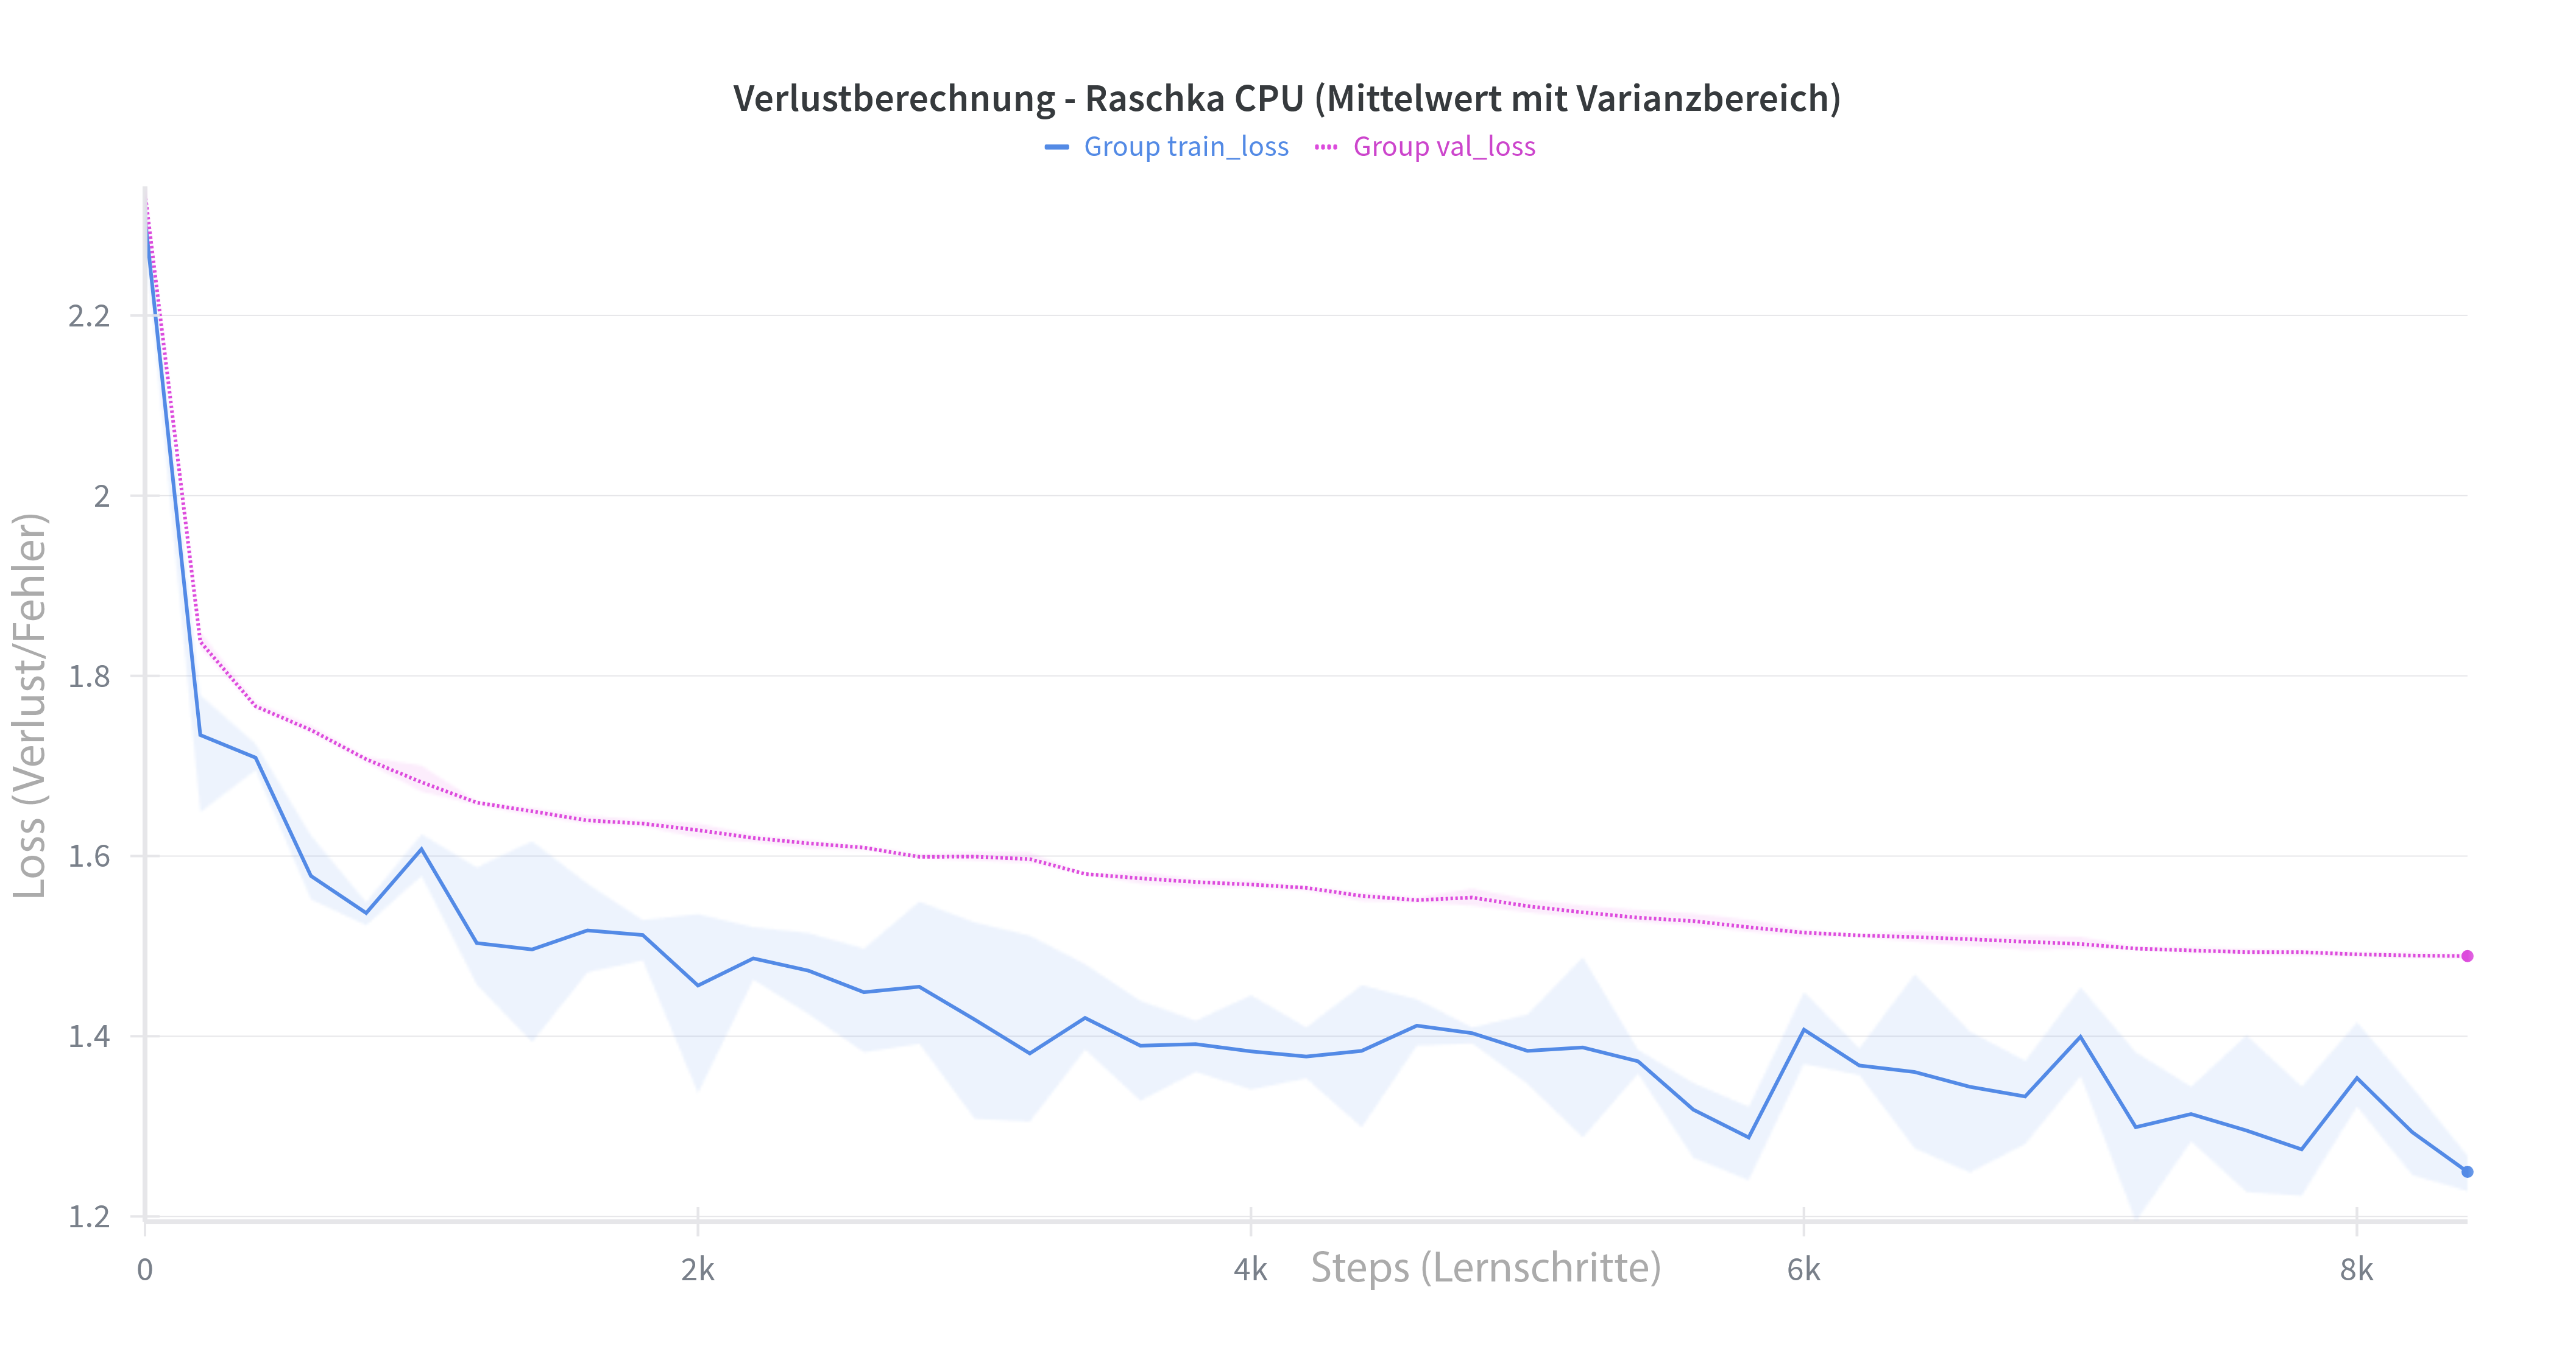 Verlustberechnung - Raschka CPU (Mittelwert mit Varianzbereich)
Group train_loss Group val_loss
Loss (Verlust/Fehler)
2.2
2
1.8
1.6
1.4
1.2
0 2k 4k 6k 8k
Steps (Lernschritte)